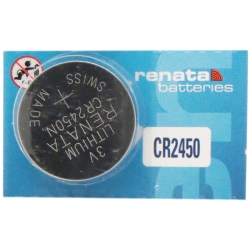 renata
batteries
CR2450
SWISS
MADE
+
CR2450N
RENATA
LITHIUM
3V